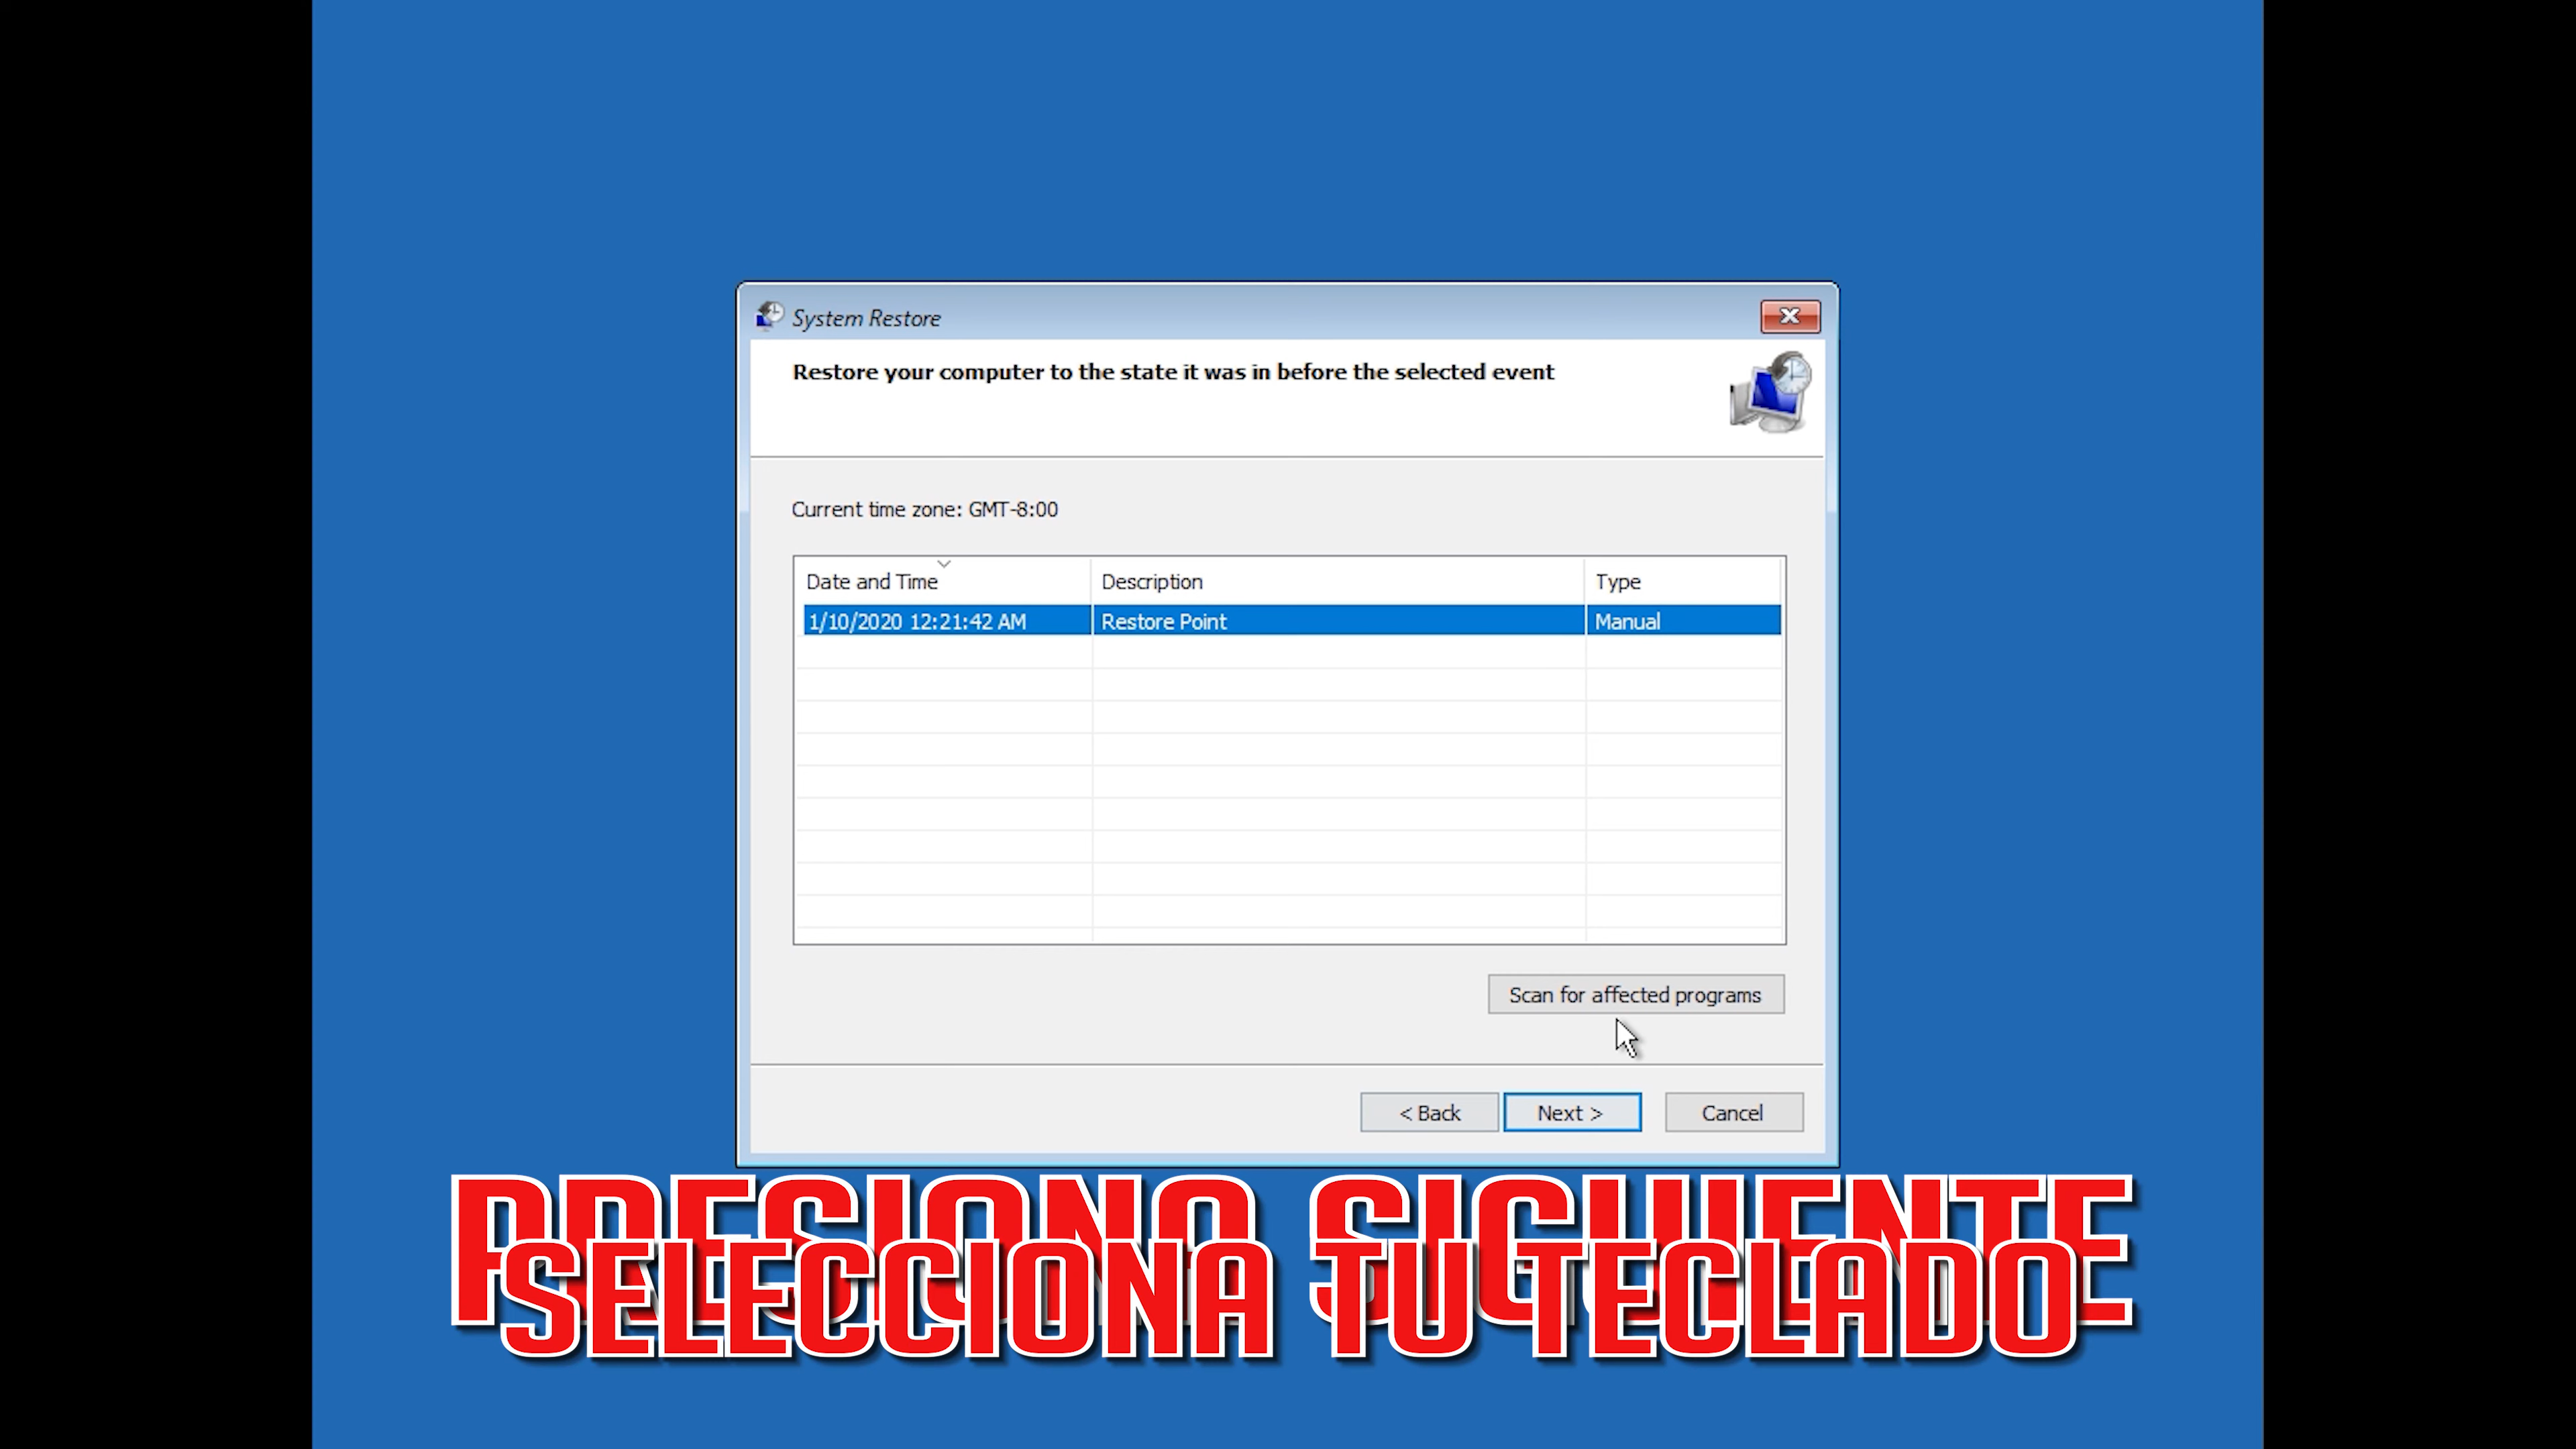 System Restore
Restore your computer to the state it was in before the selected event
Current time zone: GMT-8:00
Date and Time Description Type
1/10/2020 12:21:42 AM Restore Point Manual
Scan for affected programs
< Back Next > Cancel
PRESIONA SIGUIENTE
SELECCIONA TU TECLADO